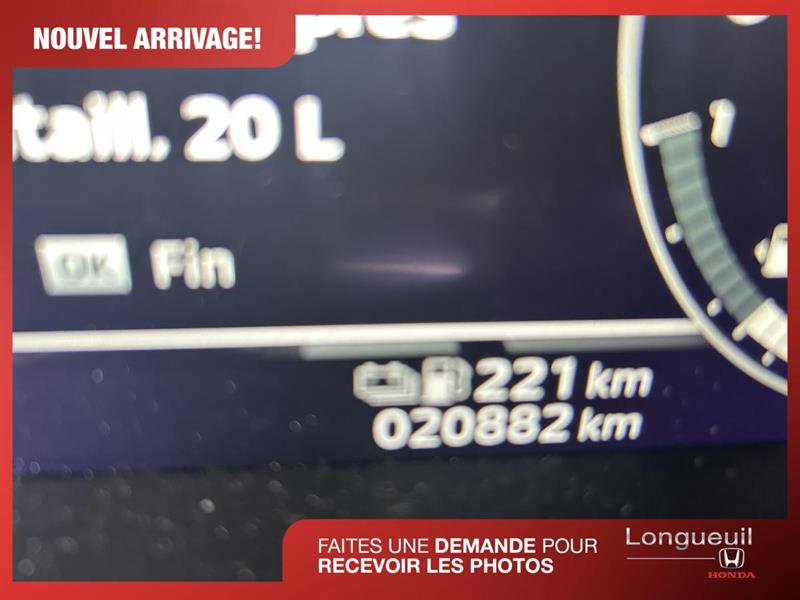 NOUVEL ARRIVAGE!
taill. 20 L
OK Fin
1
221 km
020882 km
FAITES UNE DEMANDE POUR
RECEVOIR LES PHOTOS
Longueuil
HONDA